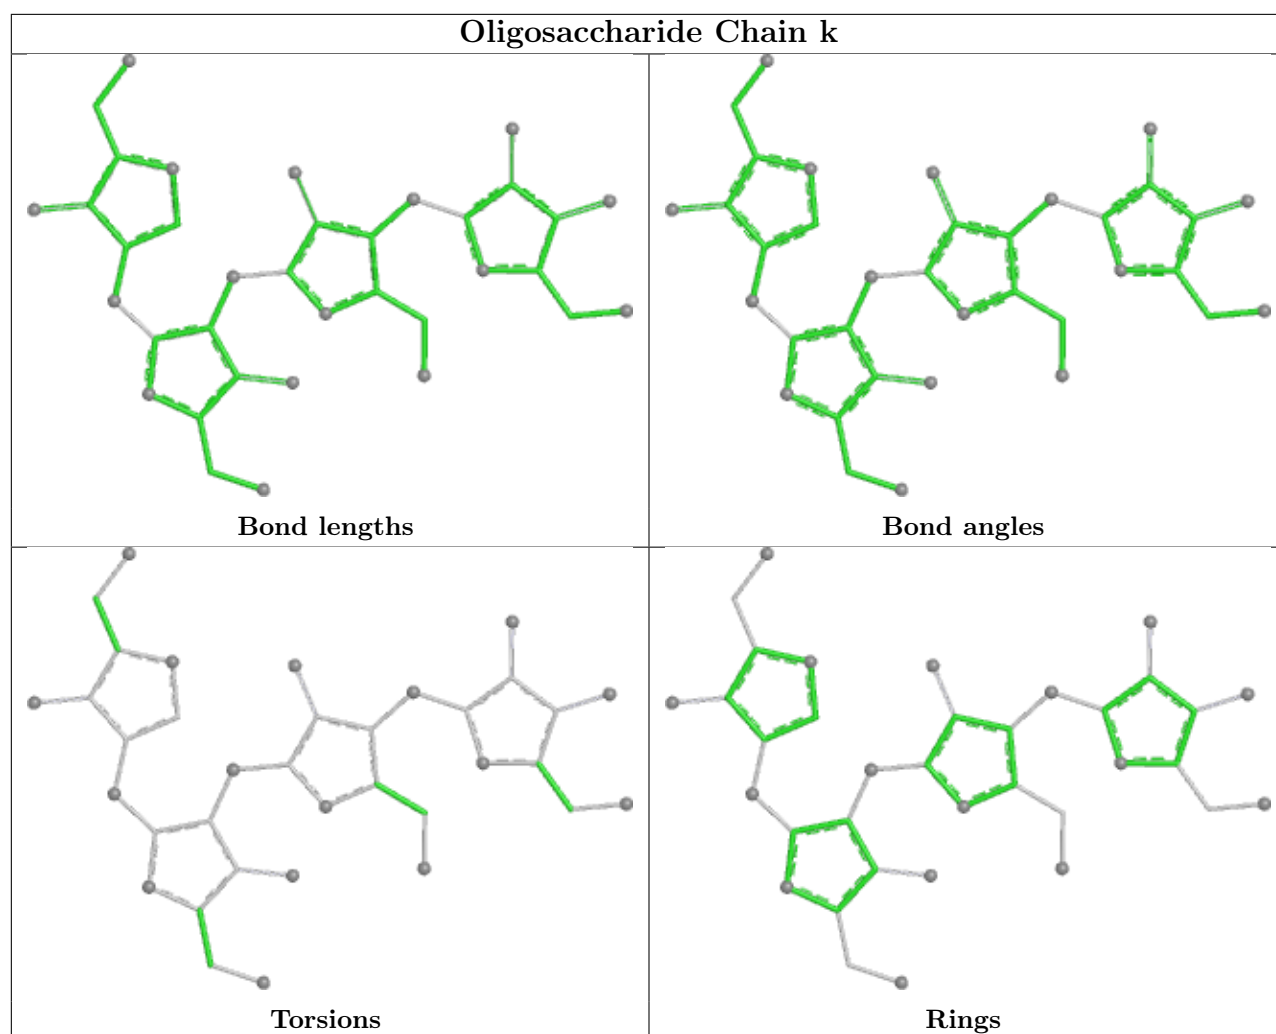 Oligosaccharide Chain k
Bond lengths
Bond angles
Torsions
Rings